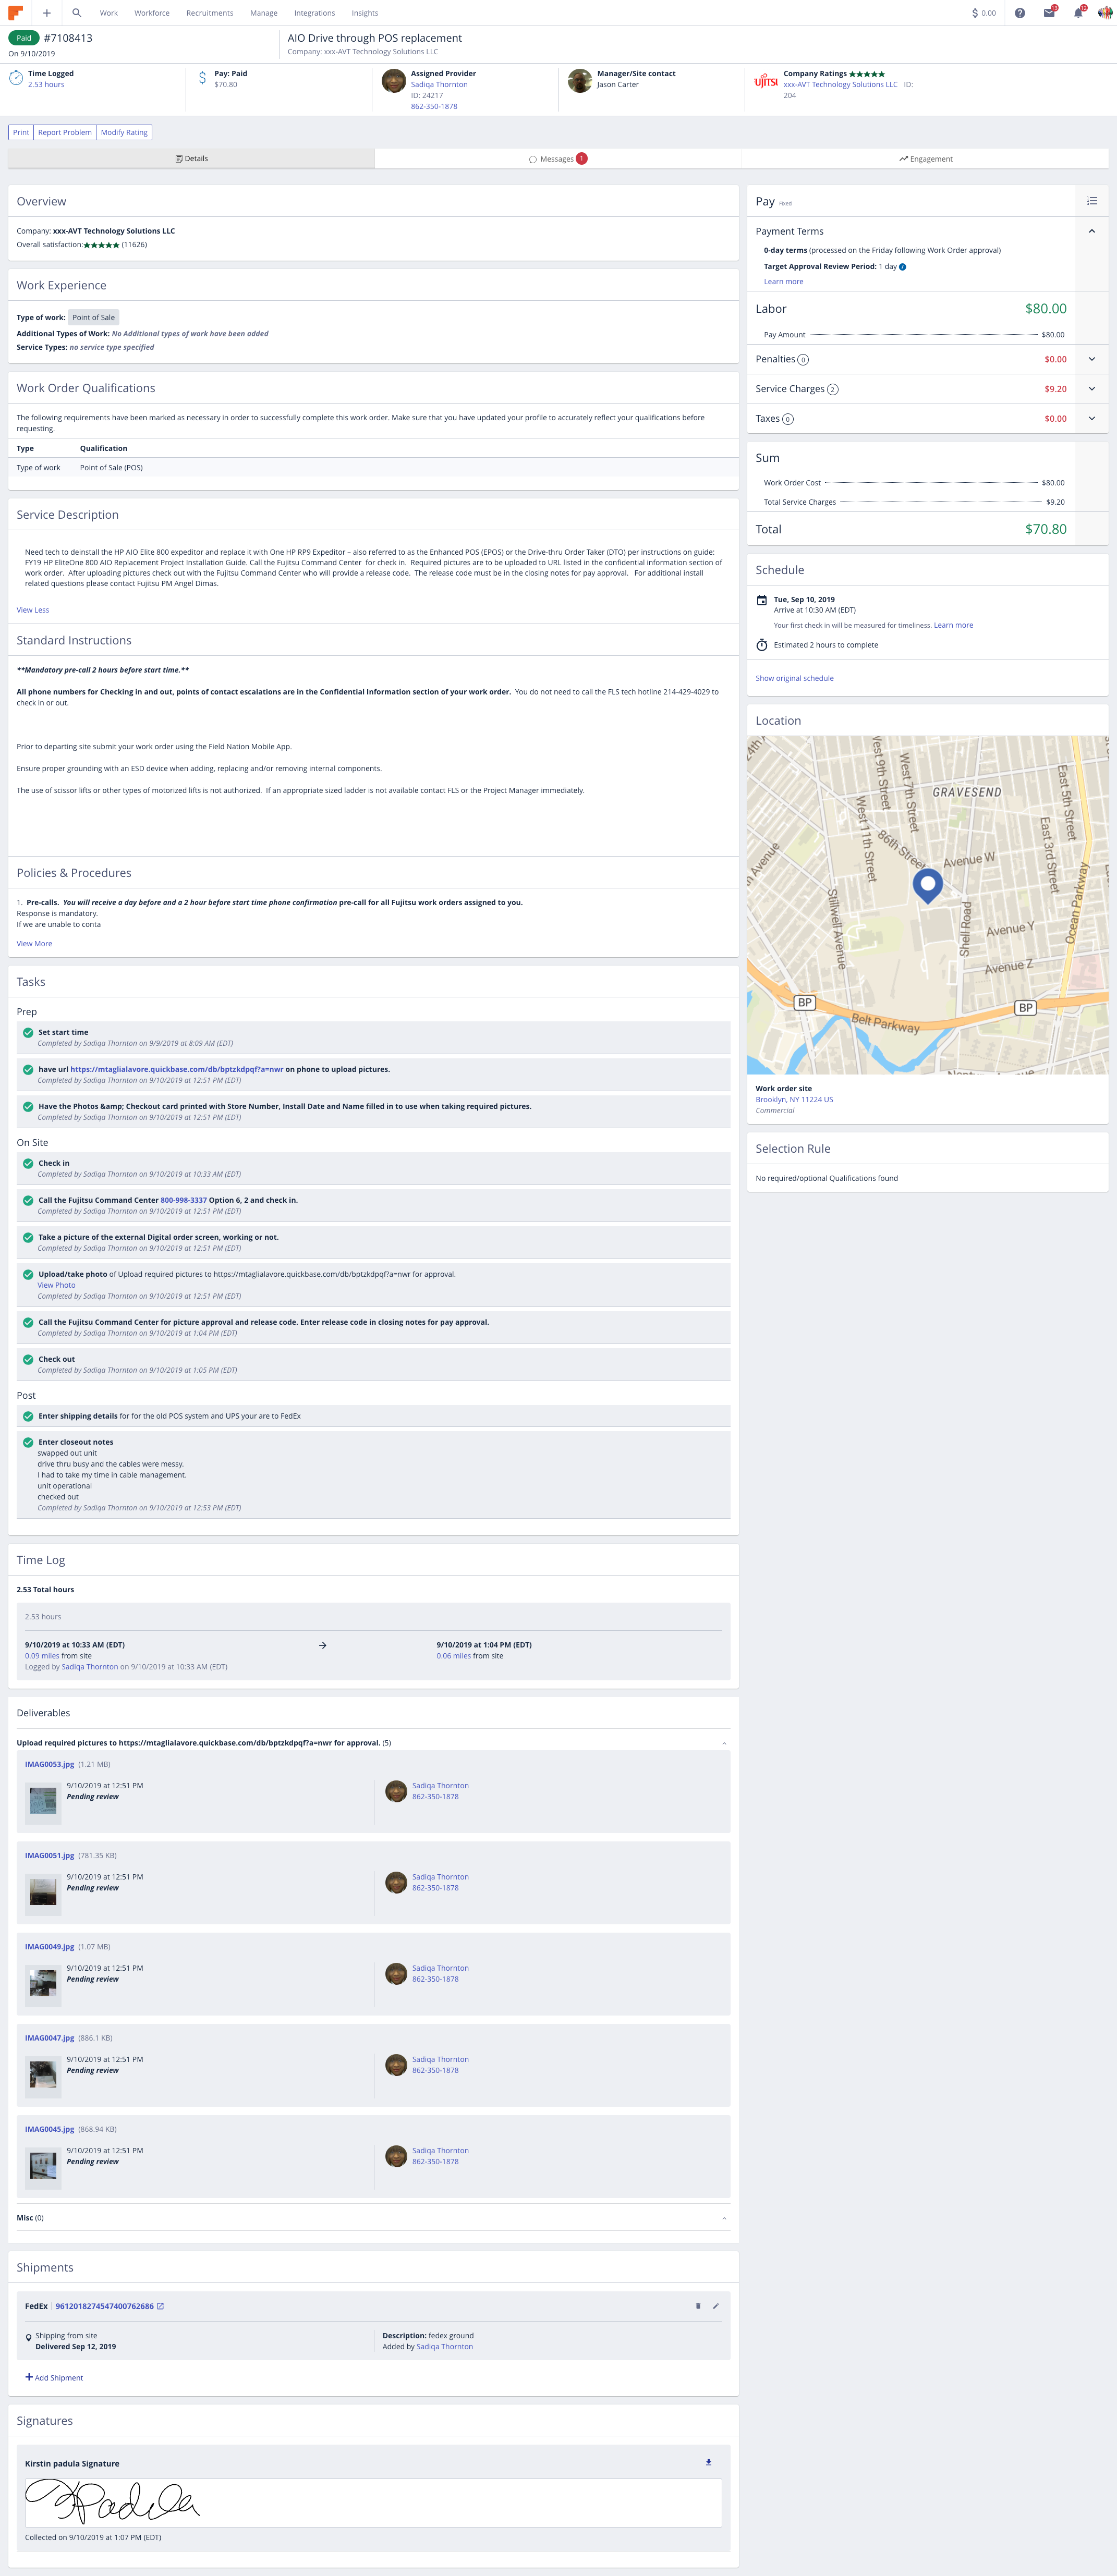 Work Workforce Recruitments Manage Integrations Insights $ 0.00
Paid #7108413
On 9/10/2019
AIO Drive through POS replacement
Company: xxx-AVT Technology Solutions LLC
Time Logged
2.53 hours
Pay: Paid
$70.80
Assigned Provider
Sadiqa Thornton
ID: 24217
862-350-1878
Manager/Site contact
Jason Carter
Company Ratings
xxx-AVT Technology Solutions LLC ID:
204
Print Report Problem Modify Rating
Details Messages 1 Engagement
Overview
Company: xxx-AVT Technology Solutions LLC
Overall satisfaction: (11626)
Work Experience
Type of work: Point of Sale
Additional Types of Work: No Additional types of work have been added
Service Types: no service type specified
Work Order Qualifications
The following requirements have been marked as necessary in order to successfully complete this work order. Make sure that you have updated your profile to accurately reflect your qualifications before
requesting.
Type Qualification
Type of work Point of Sale (POS)
Service Description
Need tech to deinstall the HP AIO Elite 800 expeditor and replace it with One HP RP9 Expeditor – also referred to as the Enhanced POS (EPOS) or the Drive-thru Order Taker (DTO) per instructions on guide:
FY19 HP EliteOne 800 AIO Replacement Project Installation Guide. Call the Fujitsu Command Center for check in. Required pictures are to be uploaded to URL listed in the confidential information section of
work order. After uploading pictures check out with the Fujitsu Command Center who will provide a release code. The release code must be in the closing notes for pay approval. For additional install
related questions please contact Fujitsu PM Angel Dimas.
View Less
Standard Instructions
**Mandatory pre-call 2 hours before start time.**
All phone numbers for Checking in and out, points of contact escalations are in the Confidential Information section of your work order. You do not need to call the FLS tech hotline 214-429-4029 to
check in or out.
Prior to departing site submit your work order using the Field Nation Mobile App.
Ensure proper grounding with an ESD device when adding, replacing and/or removing internal components.
The use of scissor lifts or other types of motorized lifts is not authorized. If an appropriate sized ladder is not available contact FLS or the Project Manager immediately.
Policies & Procedures
1. Pre-calls. You will receive a day before and a 2 hour before start time phone confirmation pre-call for all Fujitsu work orders assigned to you.
Response is mandatory.
If we are unable to conta
View More
Tasks
Prep
Set start time
Completed by Sadiqa Thornton on 9/9/2019 at 8:09 AM (EDT)
have url https://mtaglialavore.quickbase.com/db/bptzkdpqf?a=nwr on phone to upload pictures.
Completed by Sadiqa Thornton on 9/10/2019 at 12:51 PM (EDT)
Have the Photos &amp; Checkout card printed with Store Number, Install Date and Name filled in to use when taking required pictures.
Completed by Sadiqa Thornton on 9/10/2019 at 12:51 PM (EDT)
On Site
Check in
Completed by Sadiqa Thornton on 9/10/2019 at 10:33 AM (EDT)
Call the Fujitsu Command Center 800-998-3337 Option 6, 2 and check in.
Completed by Sadiqa Thornton on 9/10/2019 at 12:51 PM (EDT)
Take a picture of the external Digital order screen, working or not.
Completed by Sadiqa Thornton on 9/10/2019 at 12:51 PM (EDT)
Upload/take photo of Upload required pictures to https://mtaglialavore.quickbase.com/db/bptzkdpqf?a=nwr for approval.
View Photo
Completed by Sadiqa Thornton on 9/10/2019 at 12:51 PM (EDT)
Call the Fujitsu Command Center for picture approval and release code. Enter release code in closing notes for pay approval.
Completed by Sadiqa Thornton on 9/10/2019 at 1:04 PM (EDT)
Check out
Completed by Sadiqa Thornton on 9/10/2019 at 1:05 PM (EDT)
Post
Enter shipping details for for the old POS system and UPS your are to FedEx
Enter closeout notes
swapped out unit
drive thru busy and the cables were messy.
I had to take my time in cable management.
unit operational
checked out
Completed by Sadiqa Thornton on 9/10/2019 at 12:53 PM (EDT)
Time Log
2.53 Total hours
2.53 hours
9/10/2019 at 10:33 AM (EDT) 9/10/2019 at 1:04 PM (EDT)
0.09 miles from site 0.06 miles from site
Logged by Sadiqa Thornton on 9/10/2019 at 10:33 AM (EDT)
Deliverables
Upload required pictures to https://mtaglialavore.quickbase.com/db/bptzkdpqf?a=nwr for approval. (5)
IMAG0053.jpg (1.21 MB)
9/10/2019 at 12:51 PM Sadiqa Thornton
Pending review 862-350-1878
IMAG0051.jpg (781.35 KB)
9/10/2019 at 12:51 PM Sadiqa Thornton
Pending review 862-350-1878
IMAG0049.jpg (1.07 MB)
9/10/2019 at 12:51 PM Sadiqa Thornton
Pending review 862-350-1878
IMAG0047.jpg (886.1 KB)
9/10/2019 at 12:51 PM Sadiqa Thornton
Pending review 862-350-1878
IMAG0045.jpg (868.94 KB)
9/10/2019 at 12:51 PM Sadiqa Thornton
Pending review 862-350-1878
Misc (0)
Shipments
FedEx 9612018274547400762686
Shipping from site Description: fedex ground
Delivered Sep 12, 2019 Added by Sadiqa Thornton
Add Shipment
Signatures
Kirstin padula Signature
Collected on 9/10/2019 at 1:07 PM (EDT)
Pay Fixed
Payment Terms
0-day terms (processed on the Friday following Work Order approval)
Target Approval Review Period: 1 day
Learn more
Labor $80.00
Pay Amount $80.00
Penalties 0 $0.00
Service Charges 2 $9.20
Taxes 0 $0.00
Sum
Work Order Cost $80.00
Total Service Charges $9.20
Total $70.80
Schedule
Tue, Sep 10, 2019
Arrive at 10:30 AM (EDT)
Your first check in will be measured for timeliness. Learn more
Estimated 2 hours to complete
Show original schedule
Location
West 9th Street
West 7th Street
GRAVESEND
East 5th Street
West 11th Street
86th Street
Avenue W
East 3rd Street
Stillwell Avenue
Shell Road
Avenue Y
Ocean Parkway
Avenue Z
BP
BP
Belt Parkway
Work order site
Brooklyn, NY 11224 US
Commercial
Selection Rule
No required/optional Qualifications found